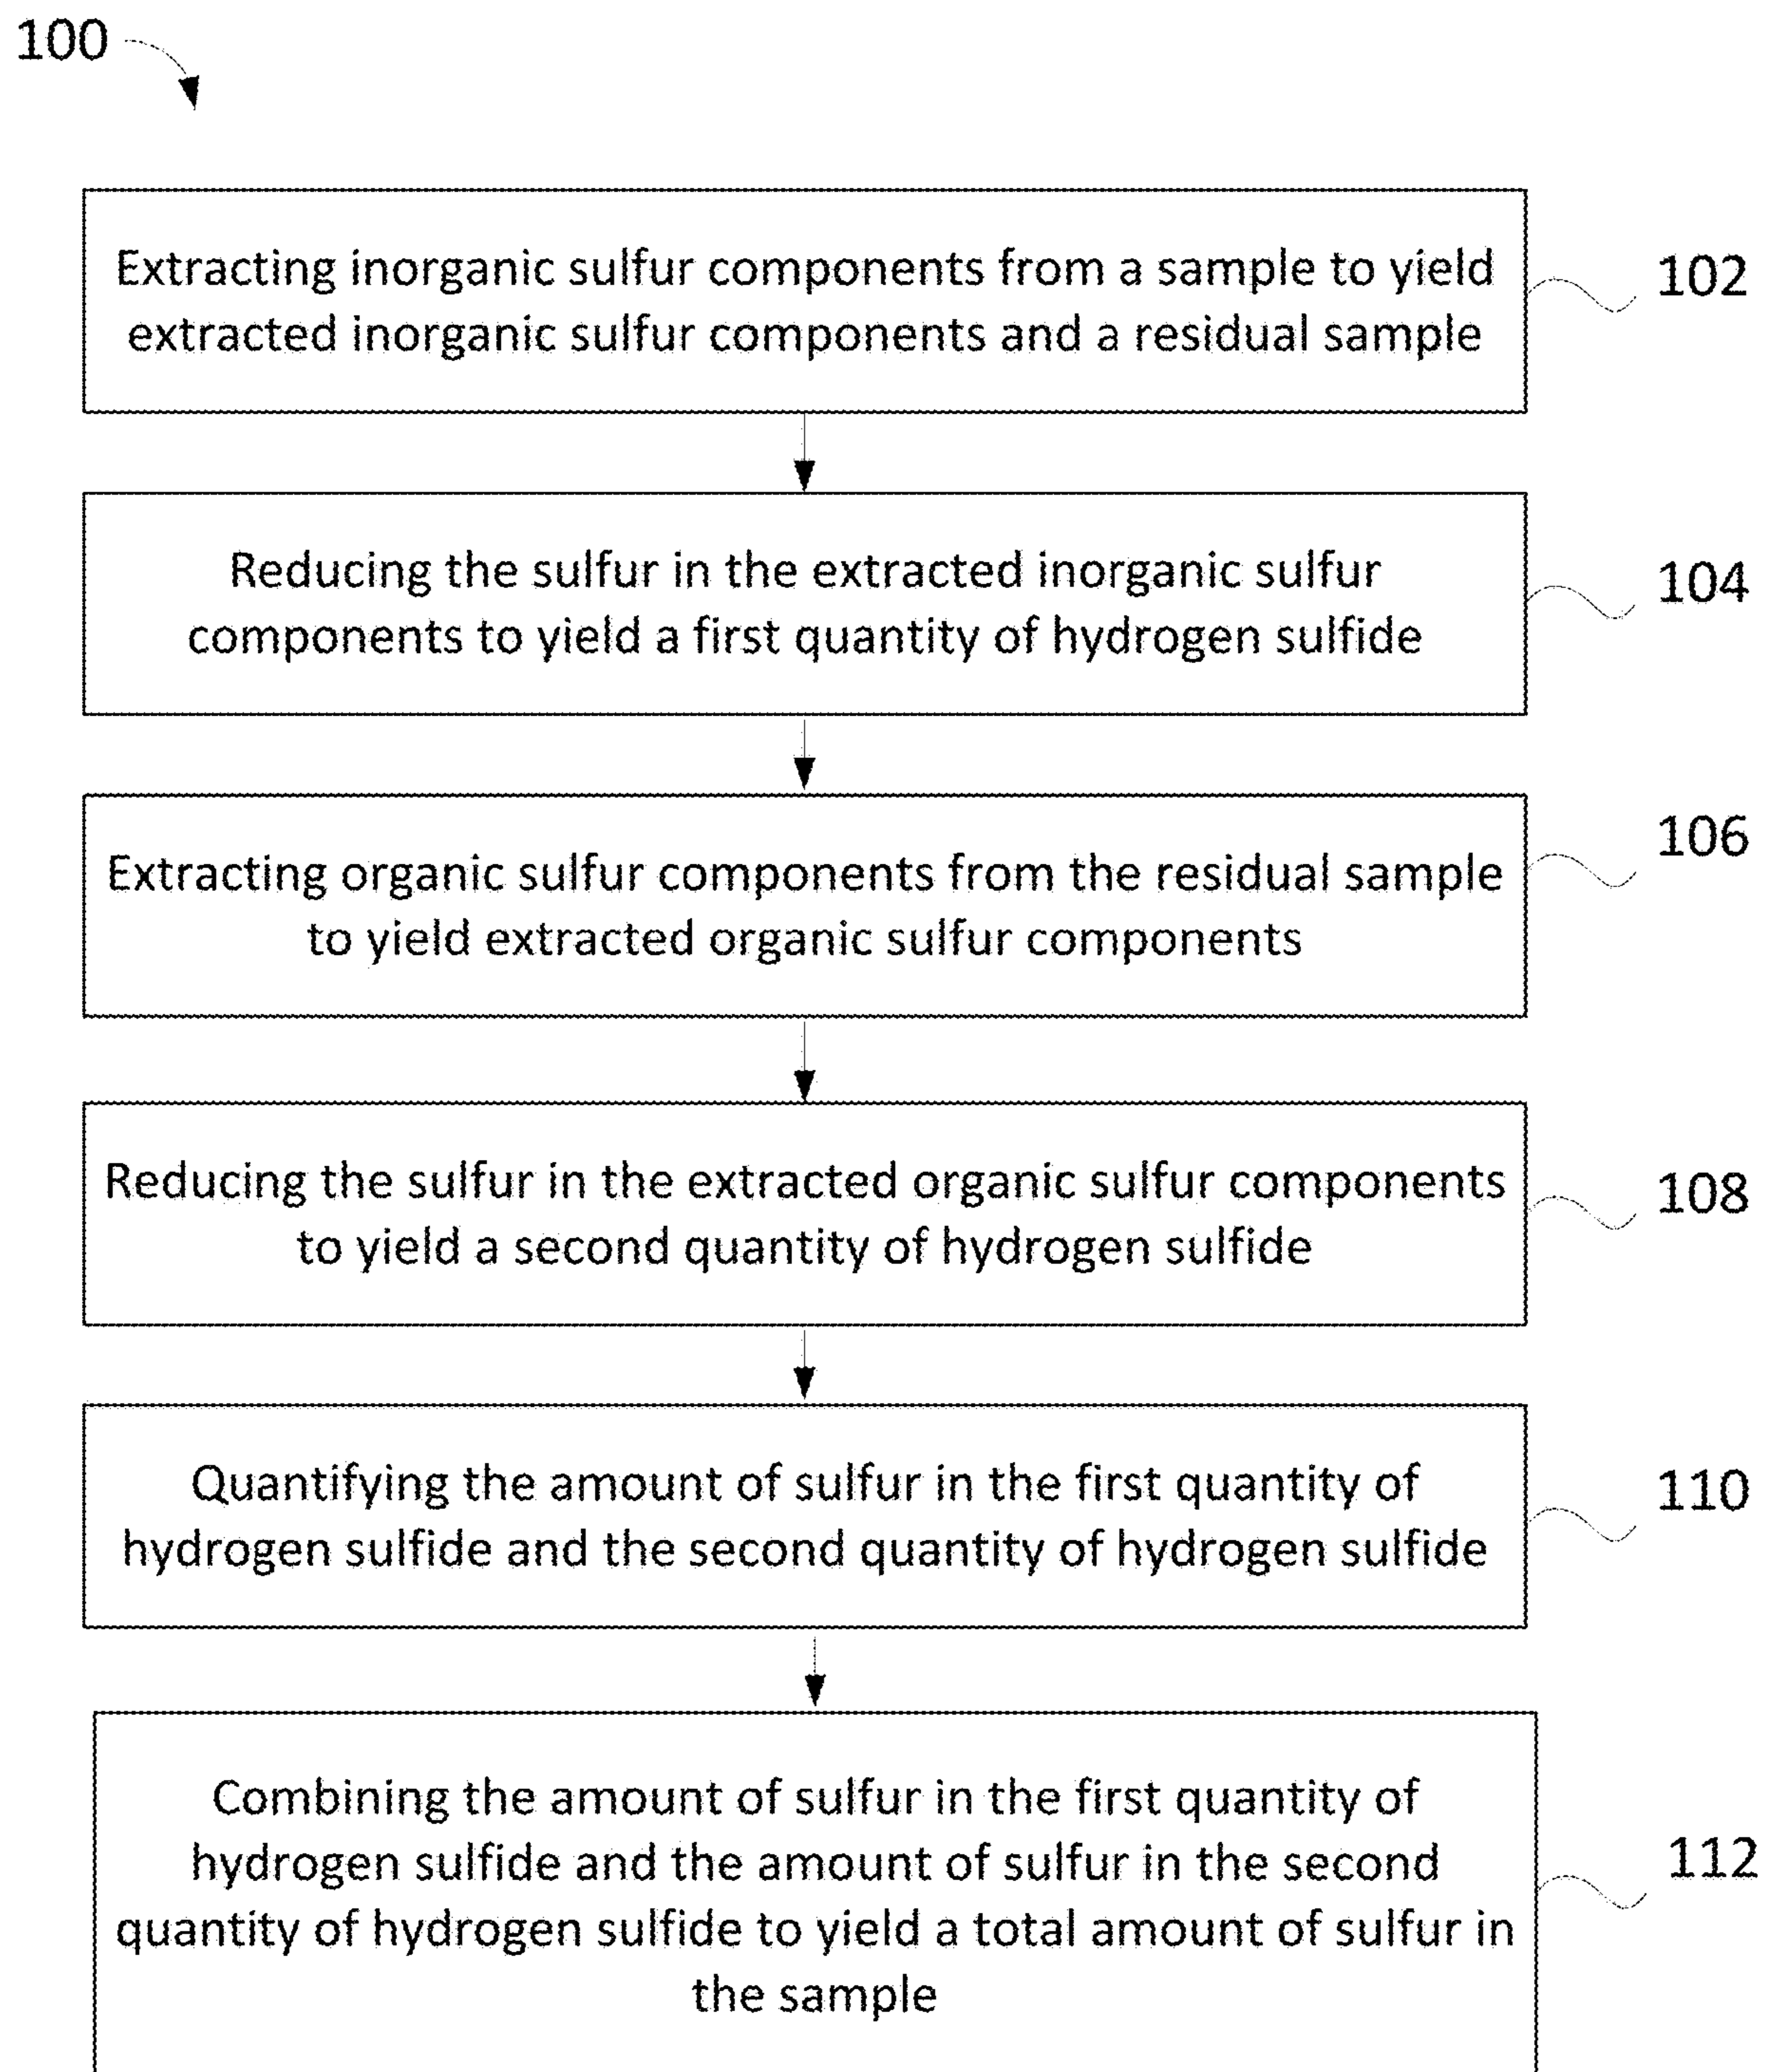 100
Extracting inorganic sulfur components from a sample to yield
extracted inorganic sulfur components and a residual sample
102
Reducing the sulfur in the extracted inorganic sulfur
components to yield a first quantity of hydrogen sulfide
104
Extracting organic sulfur components from the residual sample
to yield extracted organic sulfur components
106
Reducing the sulfur in the extracted organic sulfur components
to yield a second quantity of hydrogen sulfide
108
Quantifying the amount of sulfur in the first quantity of
hydrogen sulfide and the second quantity of hydrogen sulfide
110
Combining the amount of sulfur in the first quantity of
hydrogen sulfide and the amount of sulfur in the second
quantity of hydrogen sulfide to yield a total amount of sulfur in
the sample
112